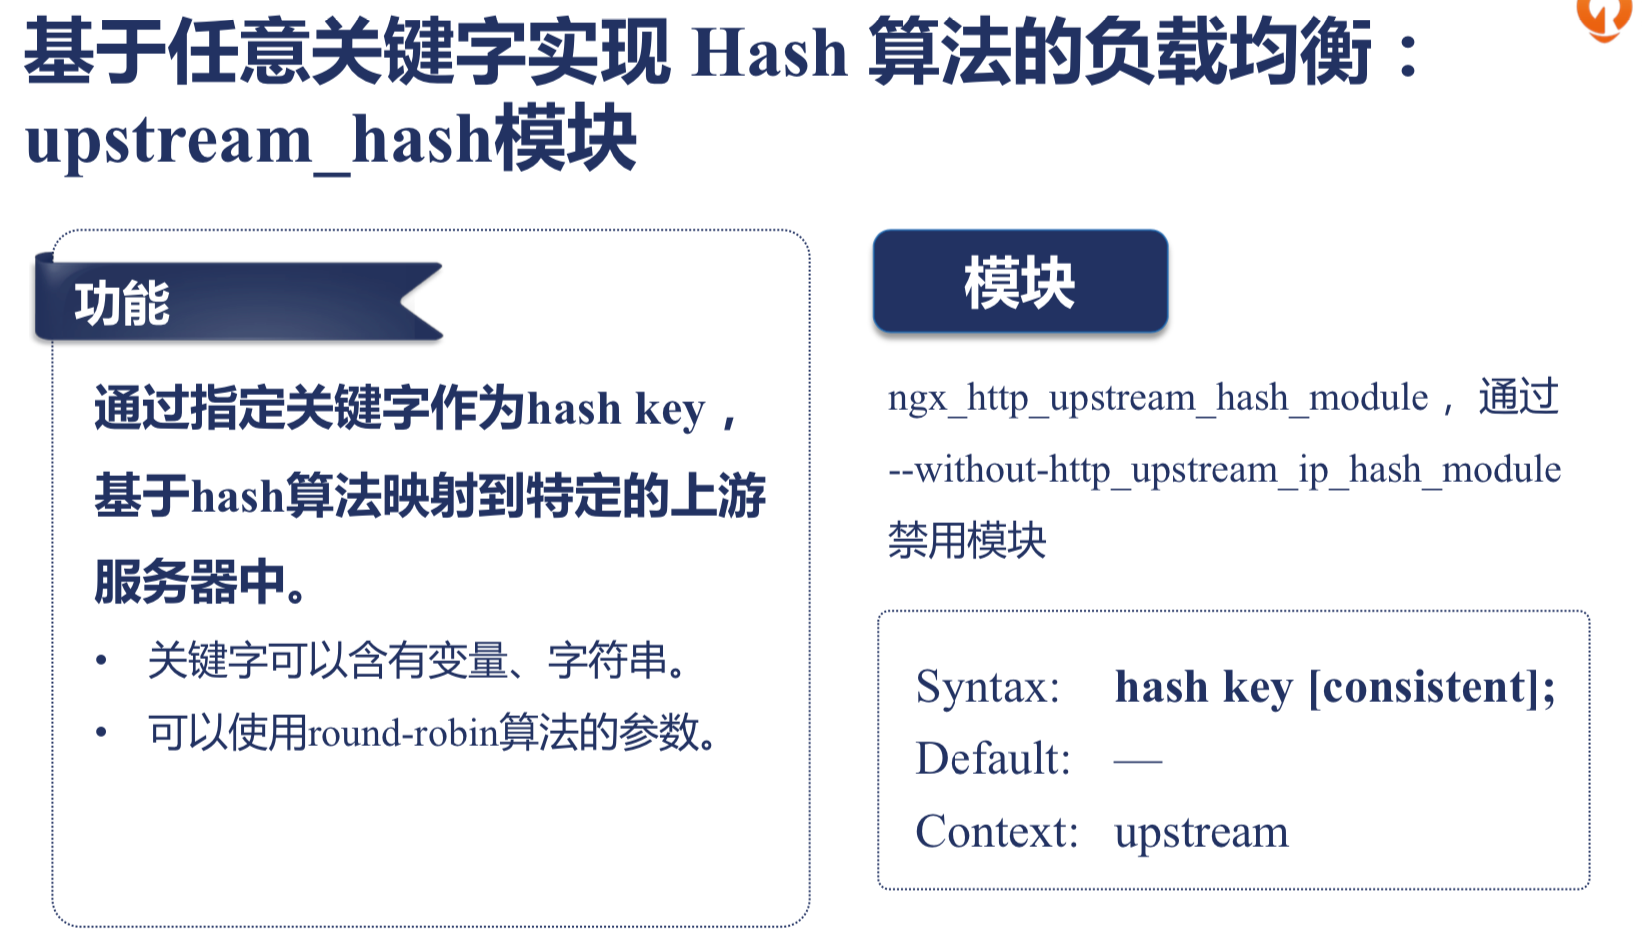 基于任意关键字实现 Hash 算法的负载均衡：
upstream_hash模块
功能
通过指定关键字作为hash key，
基于hash算法映射到特定的上游
服务器中。
• 关键字可以含有变量、字符串。
• 可以使用round-robin算法的参数。
模块
ngx_http_upstream_hash_module，通过
--without-http_upstream_ip_hash_module
禁用模块
Syntax: hash key [consistent];
Default: —
Context: upstream